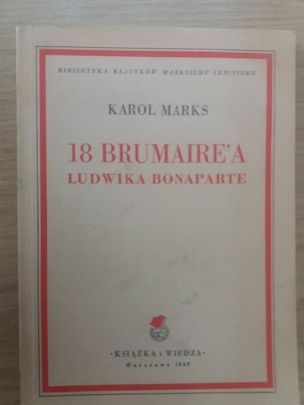 BIBLIOTEKA KLASYKÓW MARKSIZMU-LENINIZMU
KAROL MARKS
18 BRUMAIRE'A
LUDWIKA BONAPARTE
·KSIĄŻKA i WIEDZA·
Warszawa 1949